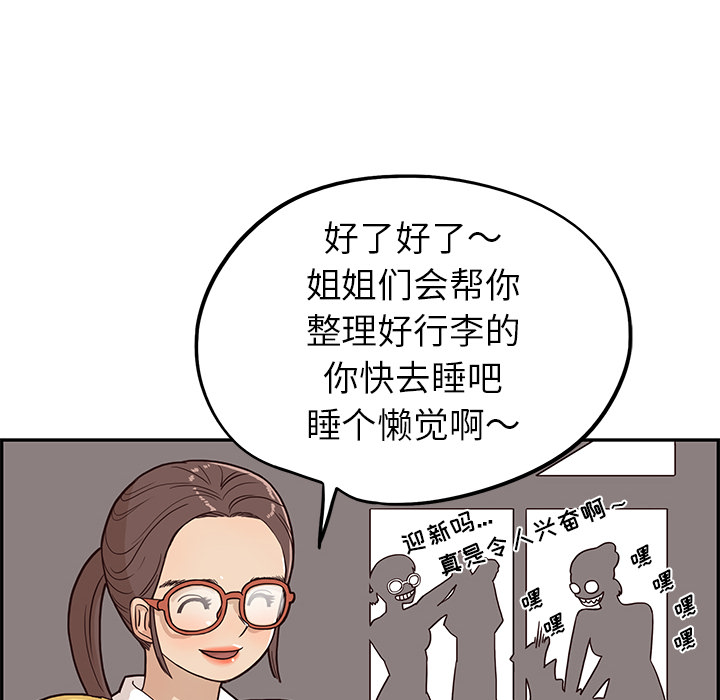 好了好了～
姐姐们会帮你
整理好行李的
你快去睡吧
睡个懒觉啊～
迎新吗...
真是令人兴奋啊～
嘿
嘿
嘿
嘿
嘿
嘿